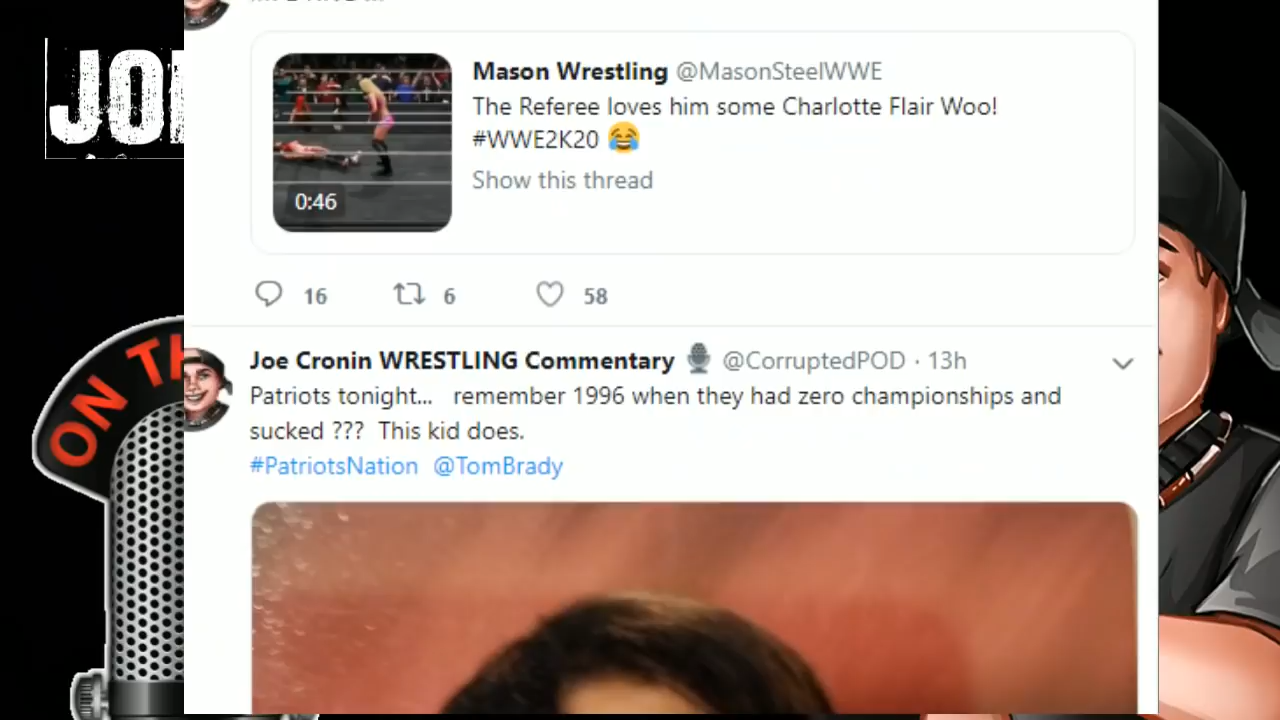 JO
Mason Wrestling @MasonSteelWWE
The Referee loves him some Charlotte Flair Woo!
#WWE2K20 😂
Show this thread
0:46
16 6 58
ON TH
Joe Cronin WRESTLING Commentary 🎙 @CorruptedPOD · 13h
Patriots tonight... remember 1996 when they had zero championships and
sucked ??? This kid does.
#PatriotsNation @TomBrady